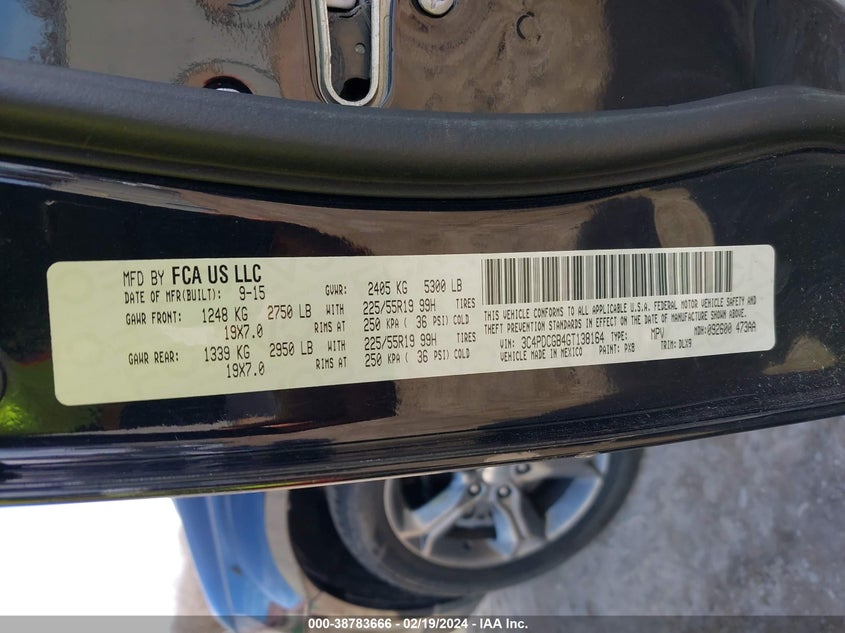 MFD BY FCA US LLC
DATE OF MFR(BUILT): 9-15
GVWR: 2405 KG 5300 LB
GAWR FRONT: 1248 KG 2750 LB WITH 225/55R19 99H TIRES
19X7.0 RIMS AT 250 KPA ( 36 PSI) COLD
GAWR REAR: 1339 KG 2950 LB WITH 225/55R19 99H TIRES
19X7.0 RIMS AT 250 KPA ( 36 PSI) COLD
THIS VEHICLE CONFORMS TO ALL APPLICABLE U.S.A. FEDERAL MOTOR VEHICLE SAFETY AND
THEFT PREVENTION STANDARDS IN EFFECT ON THE DATE OF MANUFACTURE SHOWN ABOVE.
VIN: 3C4PDCGB4GT138164 TYPE: MPV MDH: 092600 473AA
VEHICLE MADE IN MEXICO PAINT: PXB TRIM: DLX9
000-38783666 - 02/19/2024 - IAA Inc.